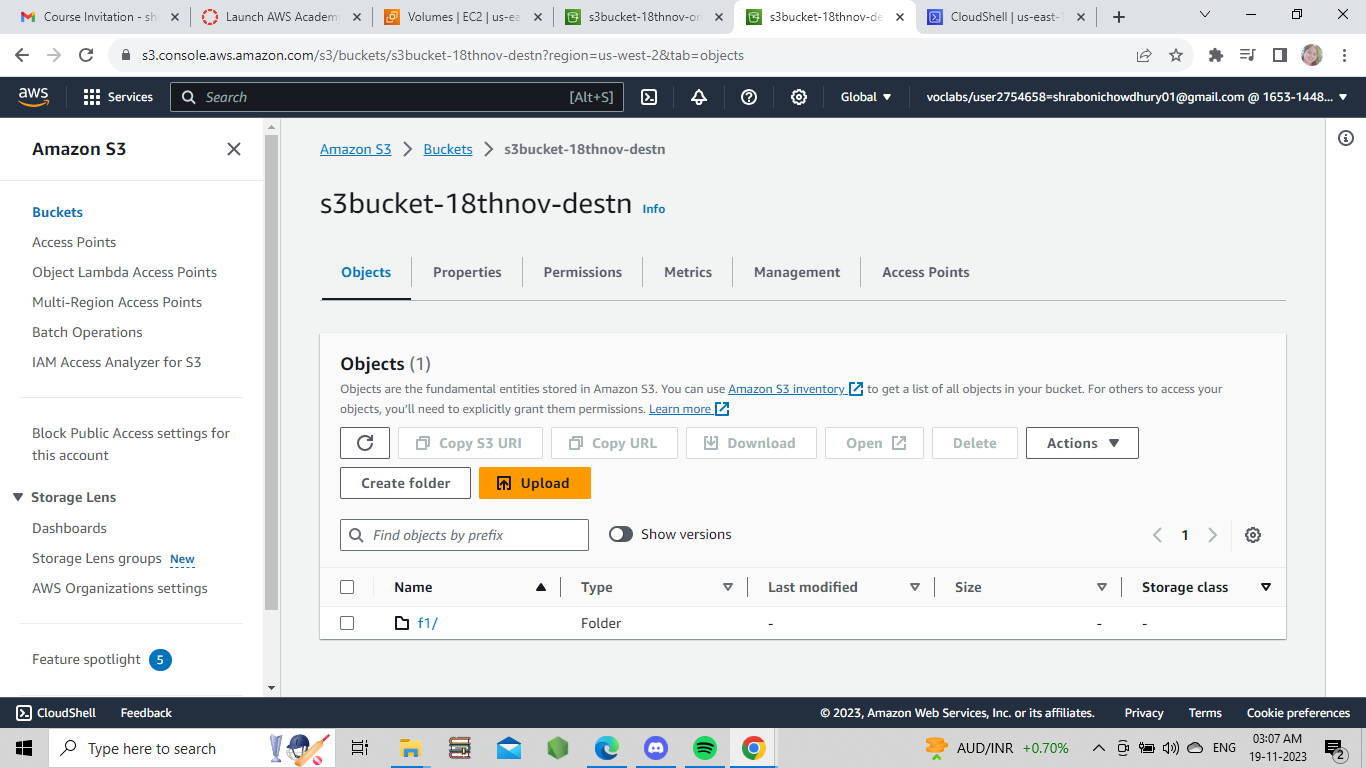 Course Invitation - sh
Launch AWS Academy
Volumes | EC2 | us-ea
s3bucket-18thnov-or
s3bucket-18thnov-de
CloudShell | us-east-1
s3.console.aws.amazon.com/s3/buckets/s3bucket-18thnov-destn?region=us-west-2&tab=objects
aws
Services
Search
[Alt+S]
Global
voclabs/user2754658=shrabonichowdhury01@gmail.com @ 1653-1448...
Amazon S3
Buckets
Access Points
Object Lambda Access Points
Multi-Region Access Points
Batch Operations
IAM Access Analyzer for S3
Block Public Access settings for
this account
Storage Lens
Dashboards
Storage Lens groups New
AWS Organizations settings
Feature spotlight 5
Amazon S3 > Buckets > s3bucket-18thnov-destn
s3bucket-18thnov-destn Info
Objects Properties Permissions Metrics Management Access Points
Objects (1)
Objects are the fundamental entities stored in Amazon S3. You can use Amazon S3 inventory to get a list of all objects in your bucket. For others to access your
objects, you'll need to explicitly grant them permissions. Learn more
Copy S3 URI Copy URL Download Open Delete Actions
Create folder Upload
Find objects by prefix Show versions 1
Name Type Last modified Size Storage class
f1/ Folder - - -
CloudShell Feedback © 2023, Amazon Web Services, Inc. or its affiliates. Privacy Terms Cookie preferences
Type here to search AUD/INR +0.70% ENG 03:07 AM
19-11-2023 2